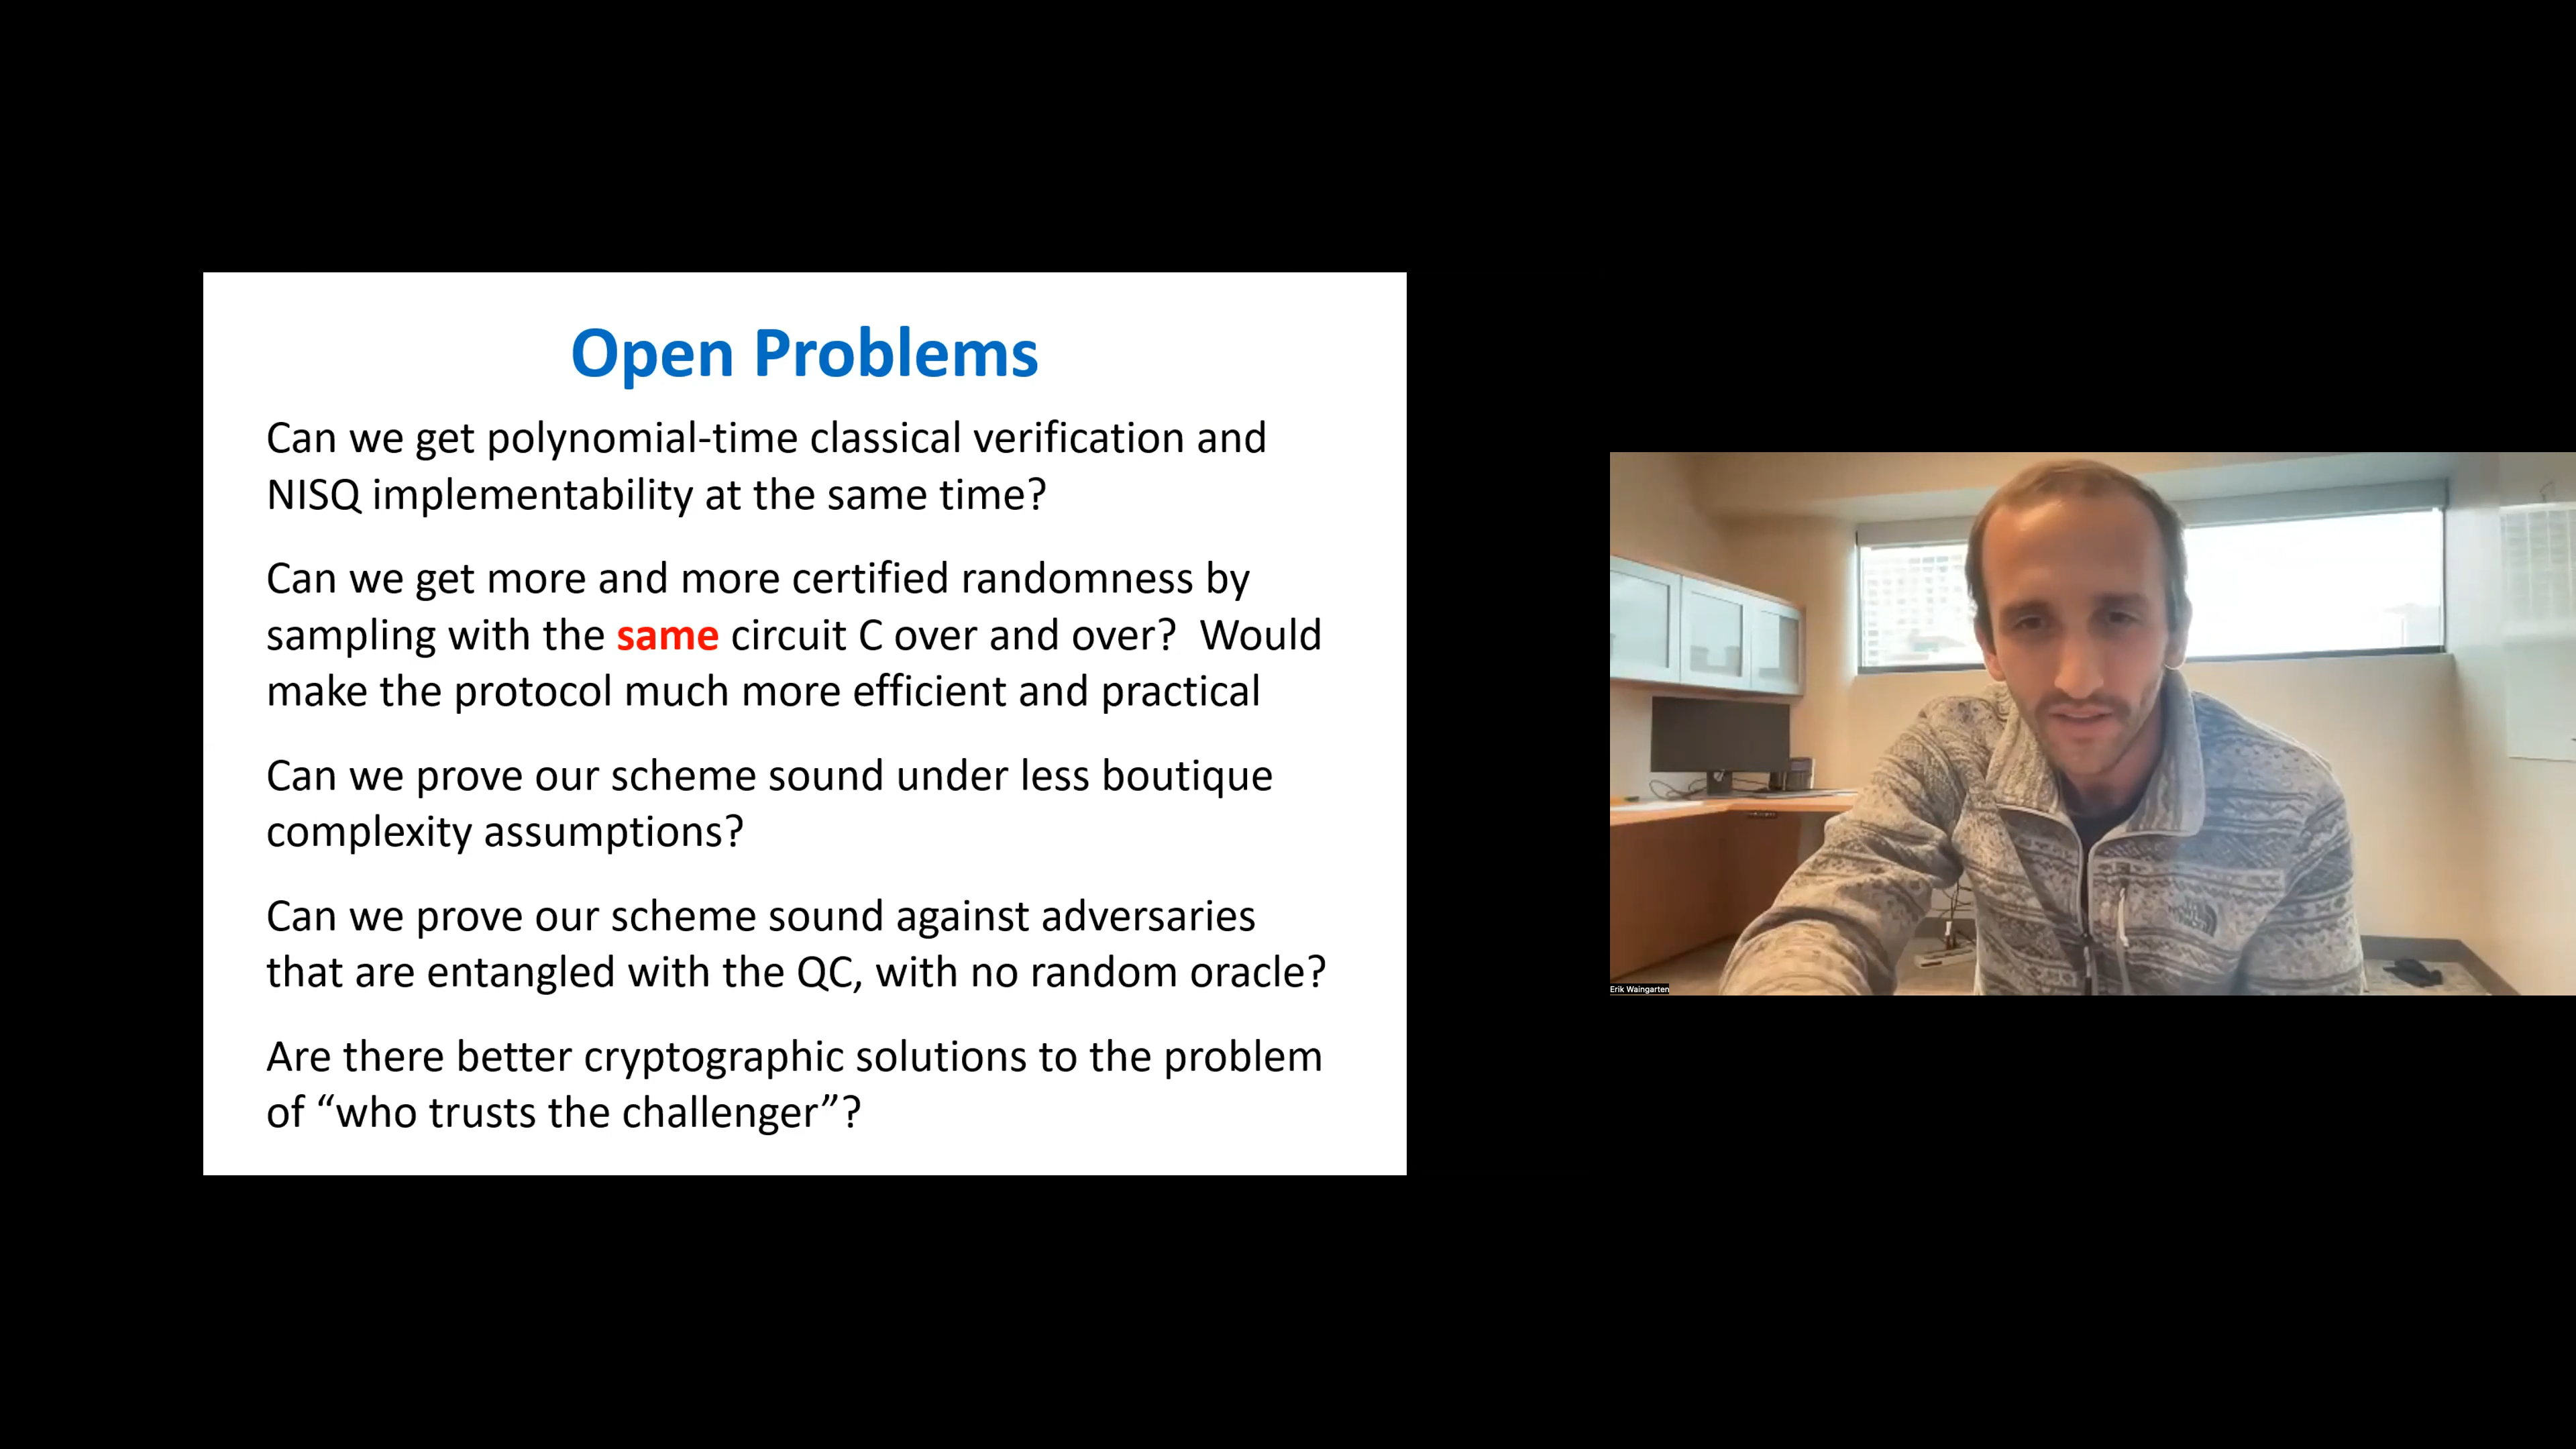 Open Problems
Can we get polynomial-time classical verification and
NISQ implementability at the same time?
Can we get more and more certified randomness by
sampling with the same circuit C over and over?  Would
make the protocol much more efficient and practical
Can we prove our scheme sound under less boutique
complexity assumptions?
Can we prove our scheme sound against adversaries
that are entangled with the QC, with no random oracle?
Are there better cryptographic solutions to the problem
of “who trusts the challenger”?
Erik Waingarten